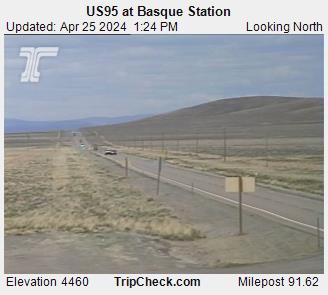 US95 at Basque Station
Updated: Apr 25 2024 1:24 PM Looking North
Elevation 4460 TripCheck.com Milepost 91.62